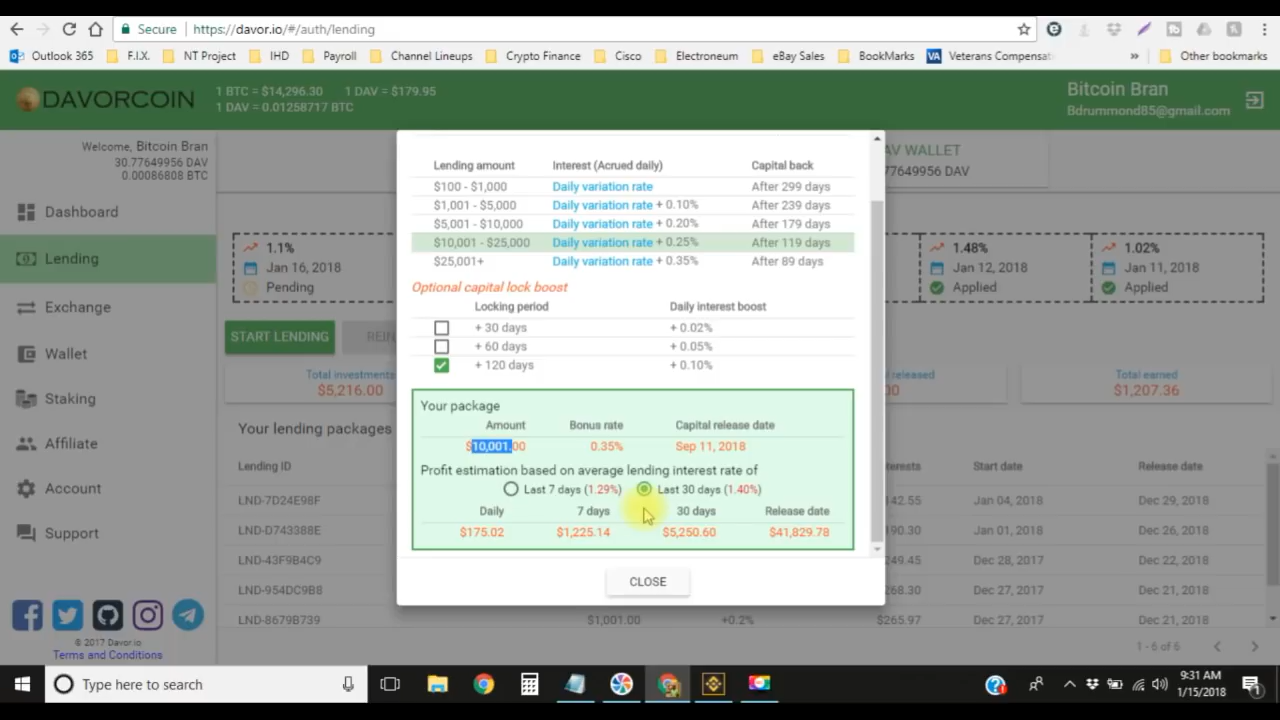 Secure https://davor.io/#/auth/lending
Outlook 365 F.I.X. NT Project IHD Payroll Channel Lineups Crypto Finance Cisco Electroneum eBay Sales BookMarks VA Veterans Compensat » Other bookmarks
DAVORCOIN
1 BTC = $14,296.30 1 DAV = $179.95
1 DAV = 0.01258717 BTC
Bitcoin Bran
Bdrummond85@gmail.com
Welcome, Bitcoin Bran
30.77649956 DAV
0.00086808 BTC
Dashboard
Lending
Exchange
Wallet
Staking
Affiliate
Account
Support
© 2017 Davor.io
Terms and Conditions
AV WALLET
77649956 DAV
1.1%
Jan 16, 2018
Pending
1.48%
Jan 12, 2018
Applied
1.02%
Jan 11, 2018
Applied
START LENDING REIN
Total investments
$5,216.00
released
00
Total earned
$1,207.36
Your lending packages
Lending ID erests Start date Release date
LND-7D24E98F 142.55 Jan 04, 2018 Dec 29, 2018
LND-D743388E 190.30 Jan 01, 2018 Dec 26, 2018
LND-43F9B4C9 249.45 Dec 28, 2017 Dec 22, 2018
LND-954DC9B8 268.30 Dec 27, 2017 Dec 21, 2018
LND-8679B739 $1,001.00 +0.2% $265.97 Dec 27, 2017 Dec 21, 2018
1 - 6 of 6
Lending amount Interest (Accrued daily) Capital back
$100 - $1,000 Daily variation rate After 299 days
$1,001 - $5,000 Daily variation rate + 0.10% After 239 days
$5,001 - $10,000 Daily variation rate + 0.20% After 179 days
$10,001 - $25,000 Daily variation rate + 0.25% After 119 days
$25,001+ Daily variation rate + 0.35% After 89 days
Optional capital lock boost
Locking period Daily interest boost
+ 30 days + 0.02%
+ 60 days + 0.05%
+ 120 days + 0.10%
Your package
Amount Bonus rate Capital release date
$10,001.00 0.35% Sep 11, 2018
Profit estimation based on average lending interest rate of
Last 7 days (1.29%) Last 30 days (1.40%)
Daily 7 days 30 days Release date
$175.02 $1,225.14 $5,250.60 $41,829.78
CLOSE
Type here to search
9:31 AM
1/15/2018